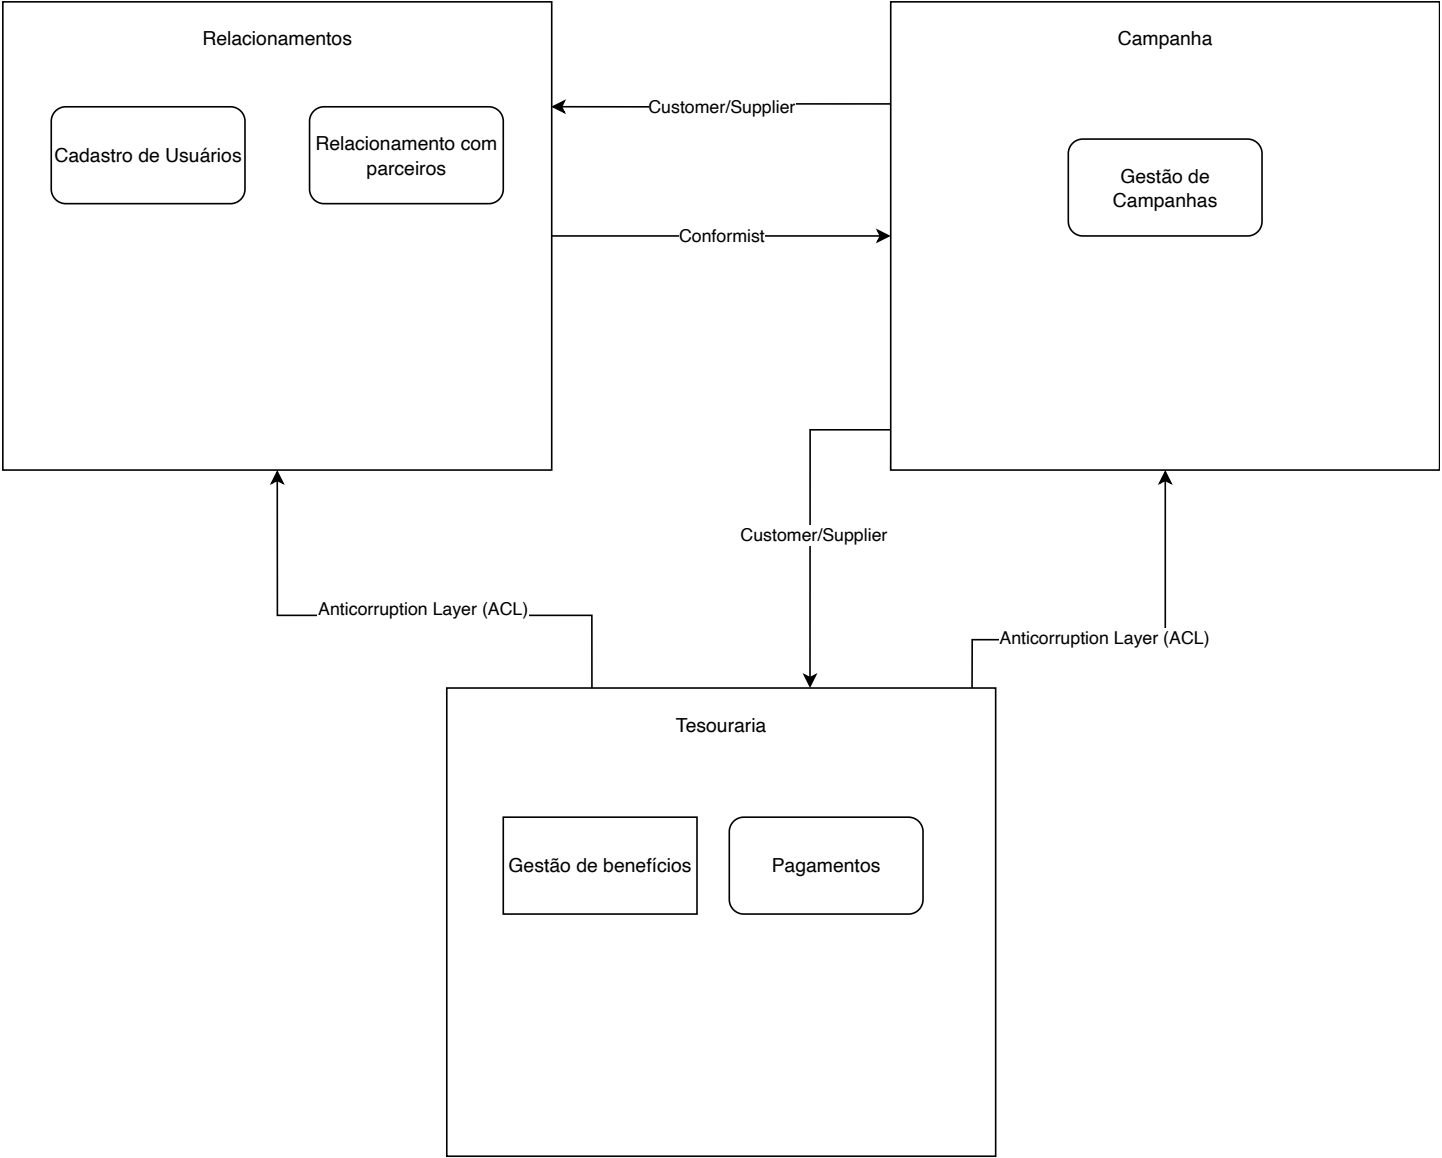 Relacionamentos
Campanha
Cadastro de Usuários
Relacionamento com
parceiros
Customer/Supplier
Gestão de
Campanhas
Conformist
Customer/Supplier
Anticorruption Layer (ACL)
Anticorruption Layer (ACL)
Tesouraria
Gestão de benefícios
Pagamentos